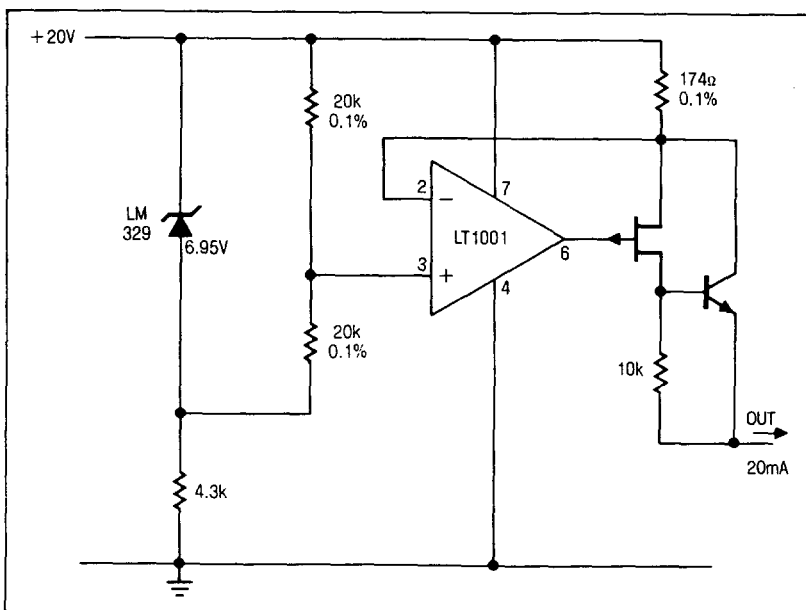 +20V
20k
0.1%
174Ω
0.1%
LM
329
6.95V
2
7
LT1001
6
3
4
20k
0.1%
10k
OUT
20mA
4.3k